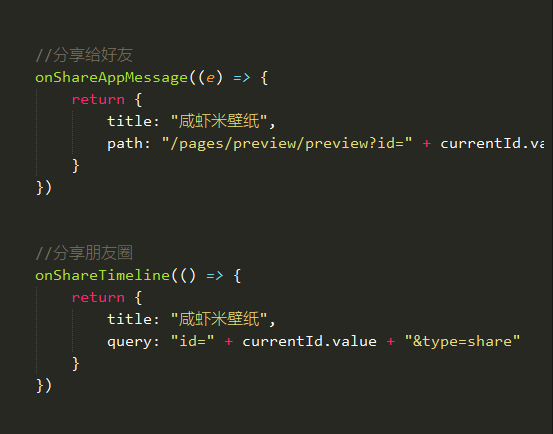 //分享给好友
onShareAppMessage((e) => {
    return {
        title: "咸虾米壁纸",
        path: "/pages/preview/preview?id=" + currentId.va
    }
})
//分享朋友圈
onShareTimeline(() => {
    return {
        title: "咸虾米壁纸",
        query: "id=" + currentId.value + "&type=share"
    }
})